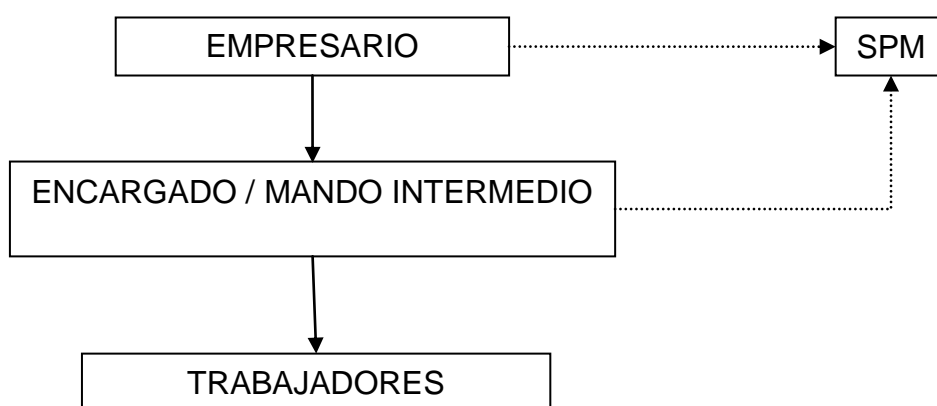 EMPRESARIO
SPM
ENCARGADO / MANDO INTERMEDIO
TRABAJADORES